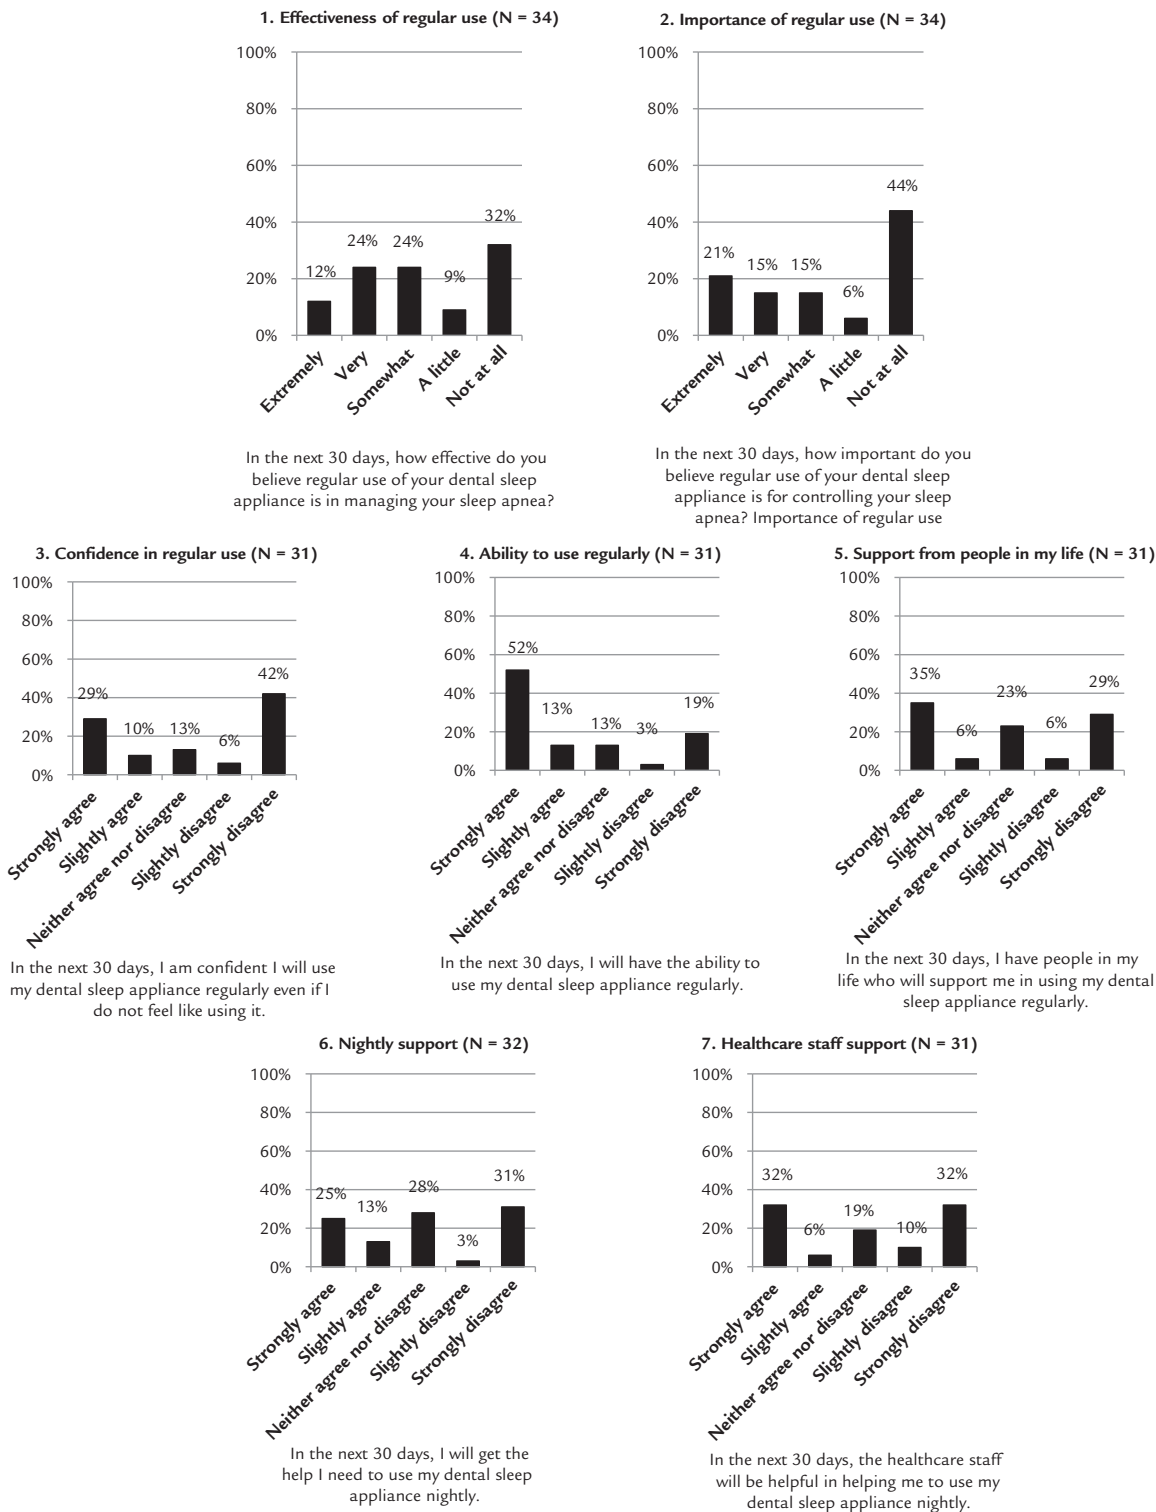 1. Effectiveness of regular use (N = 34)
100%
80%
60%
40%
20%
0%
12%
24%
24%
9%
32%
Extremely
Very
Somewhat
A little
Not at all
In the next 30 days, how effective do you
believe regular use of your dental sleep
appliance is in managing your sleep apnea?
2. Importance of regular use (N = 34)
100%
80%
60%
40%
20%
0%
21%
15%
15%
6%
44%
Extremely
Very
Somewhat
A little
Not at all
In the next 30 days, how important do you
believe regular use of your dental sleep
appliance is for controlling your sleep
apnea? Importance of regular use
3. Confidence in regular use (N = 31)
100%
80%
60%
40%
20%
0%
29%
10%
13%
6%
42%
Strongly agree
Slightly agree
Neither agree nor disagree
Slightly disagree
Strongly disagree
In the next 30 days, I am confident I will use
my dental sleep appliance regularly even if I
do not feel like using it.
4. Ability to use regularly (N = 31)
100%
80%
60%
40%
20%
0%
52%
13%
13%
3%
19%
Strongly agree
Slightly agree
Neither agree nor disagree
Slightly disagree
Strongly disagree
In the next 30 days, I will have the ability to
use my dental sleep appliance regularly.
5. Support from people in my life (N = 31)
100%
80%
60%
40%
20%
0%
35%
6%
23%
6%
29%
Strongly agree
Slightly agree
Neither agree nor disagree
Slightly disagree
Strongly disagree
In the next 30 days, I have people in my
life who will support me in using my dental
sleep appliance regularly.
6. Nightly support (N = 32)
100%
80%
60%
40%
20%
0%
25%
13%
28%
3%
31%
Strongly agree
Slightly agree
Neither agree nor disagree
Slightly disagree
Strongly disagree
In the next 30 days, I will get the
help I need to use my dental sleep
appliance nightly.
7. Healthcare staff support (N = 31)
100%
80%
60%
40%
20%
0%
32%
6%
19%
10%
32%
Strongly agree
Slightly agree
Neither agree nor disagree
Slightly disagree
Strongly disagree
In the next 30 days, the healthcare staff
will be helpful in helping me to use my
dental sleep appliance nightly.